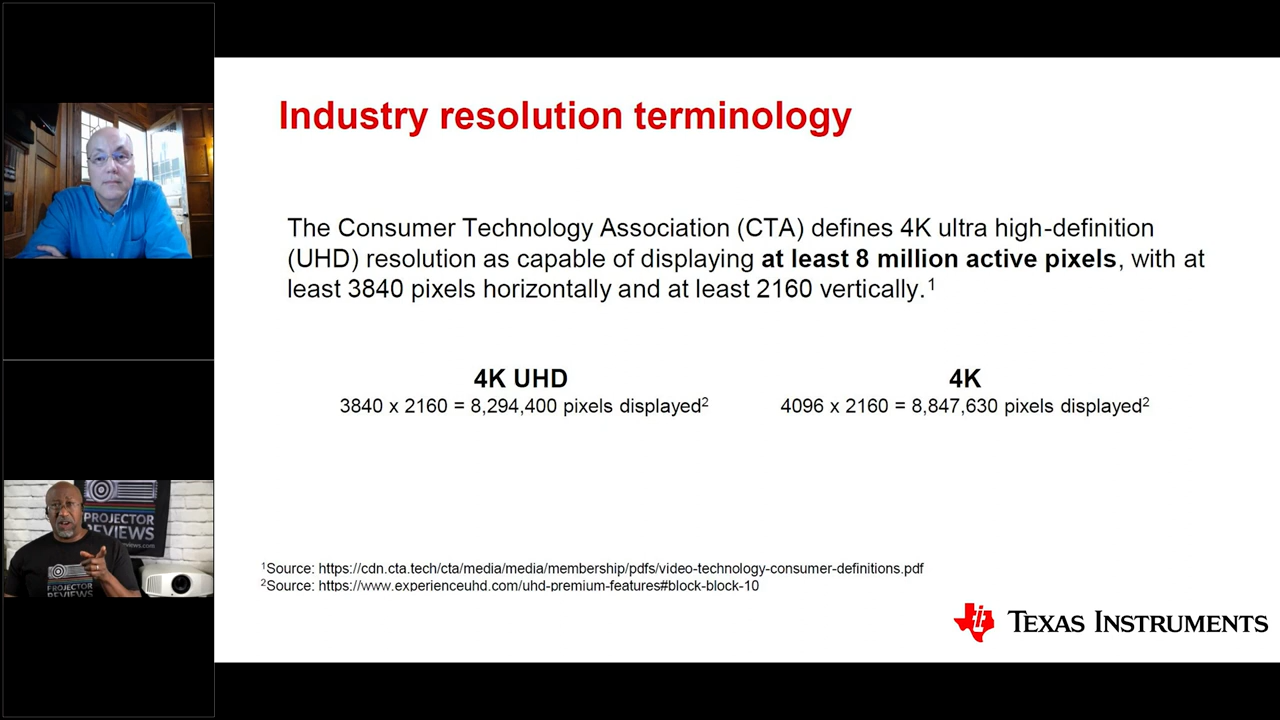 Industry resolution terminology
The Consumer Technology Association (CTA) defines 4K ultra high-definition
(UHD) resolution as capable of displaying at least 8 million active pixels, with at
least 3840 pixels horizontally and at least 2160 vertically.1
4K UHD
3840 x 2160 = 8,294,400 pixels displayed2
4K
4096 x 2160 = 8,847,630 pixels displayed2
1Source: https://cdn.cta.tech/cta/media/media/membership/pdfs/video-technology-consumer-definitions.pdf
2Source: https://www.experienceuhd.com/uhd-premium-features#block-block-10
TEXAS INSTRUMENTS
PROJECTOR
REVIEWS
PROJECTOR
REVIEWS